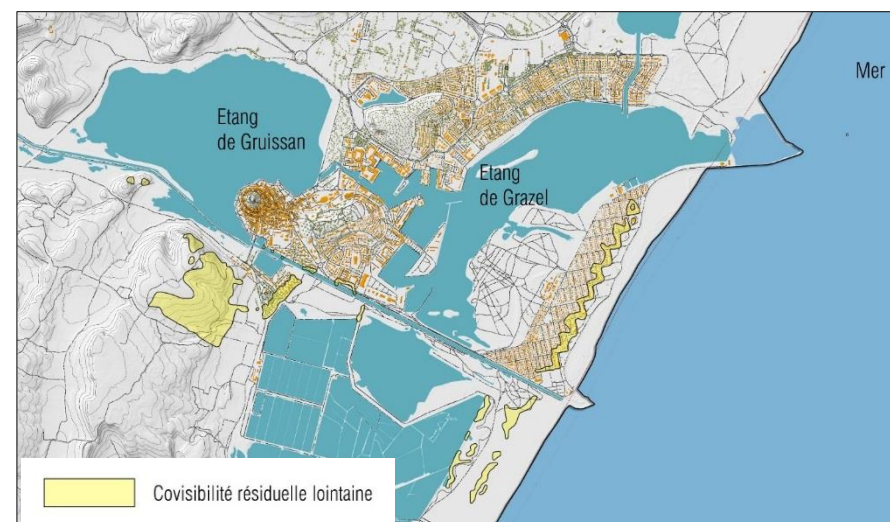 Mer
Etang
de Gruissan
Etang
de Grazel
Covisibilité résiduelle lointaine